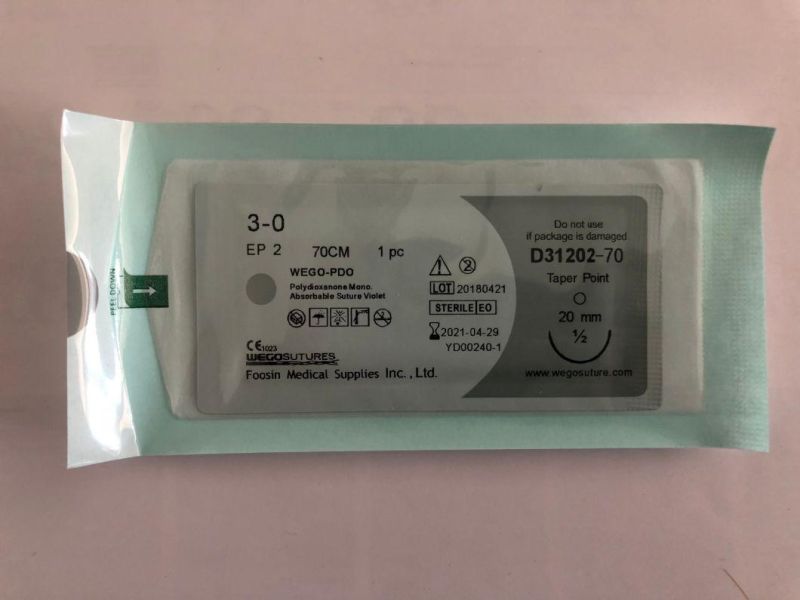 3-0
EP 2 70CM 1 pc
WEGO-PDO
Polydioxanone Mono.
Absorbable Suture Violet
CE 1023
WEGOSUTURES
Foosin Medical Supplies Inc., Ltd.
2
LOT 20180421
STERILE EO
2021-04-29
YD00240-1
Do not use
if package is damaged
D31202-70
Taper Point
20 mm
1/2
www.wegosuture.com
PEEL DOWN